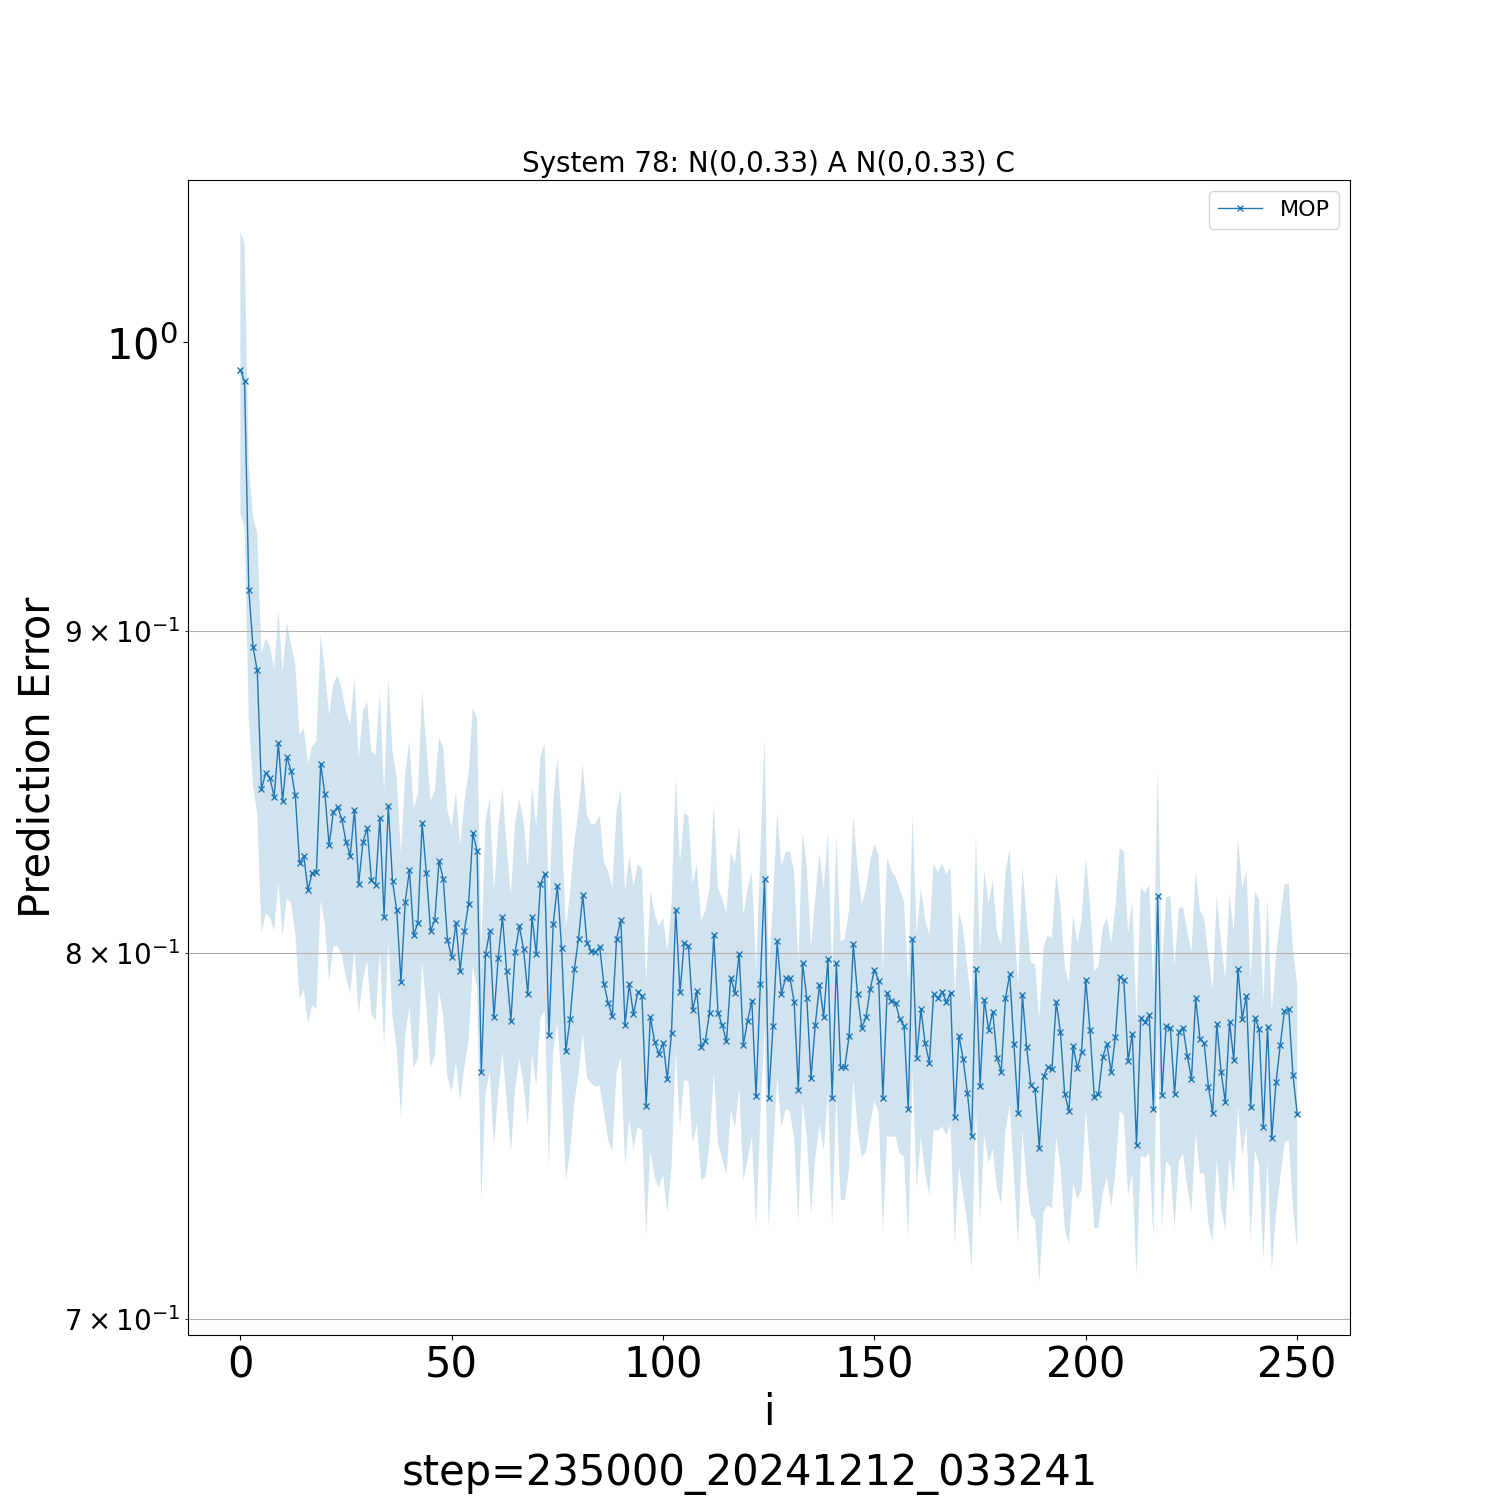 System 78: N(0,0.33) A N(0,0.33) C
MOP
10⁰
9 × 10⁻¹
8 × 10⁻¹
7 × 10⁻¹
Prediction Error
0 50 100 150 200 250
i
step=235000_20241212_033241